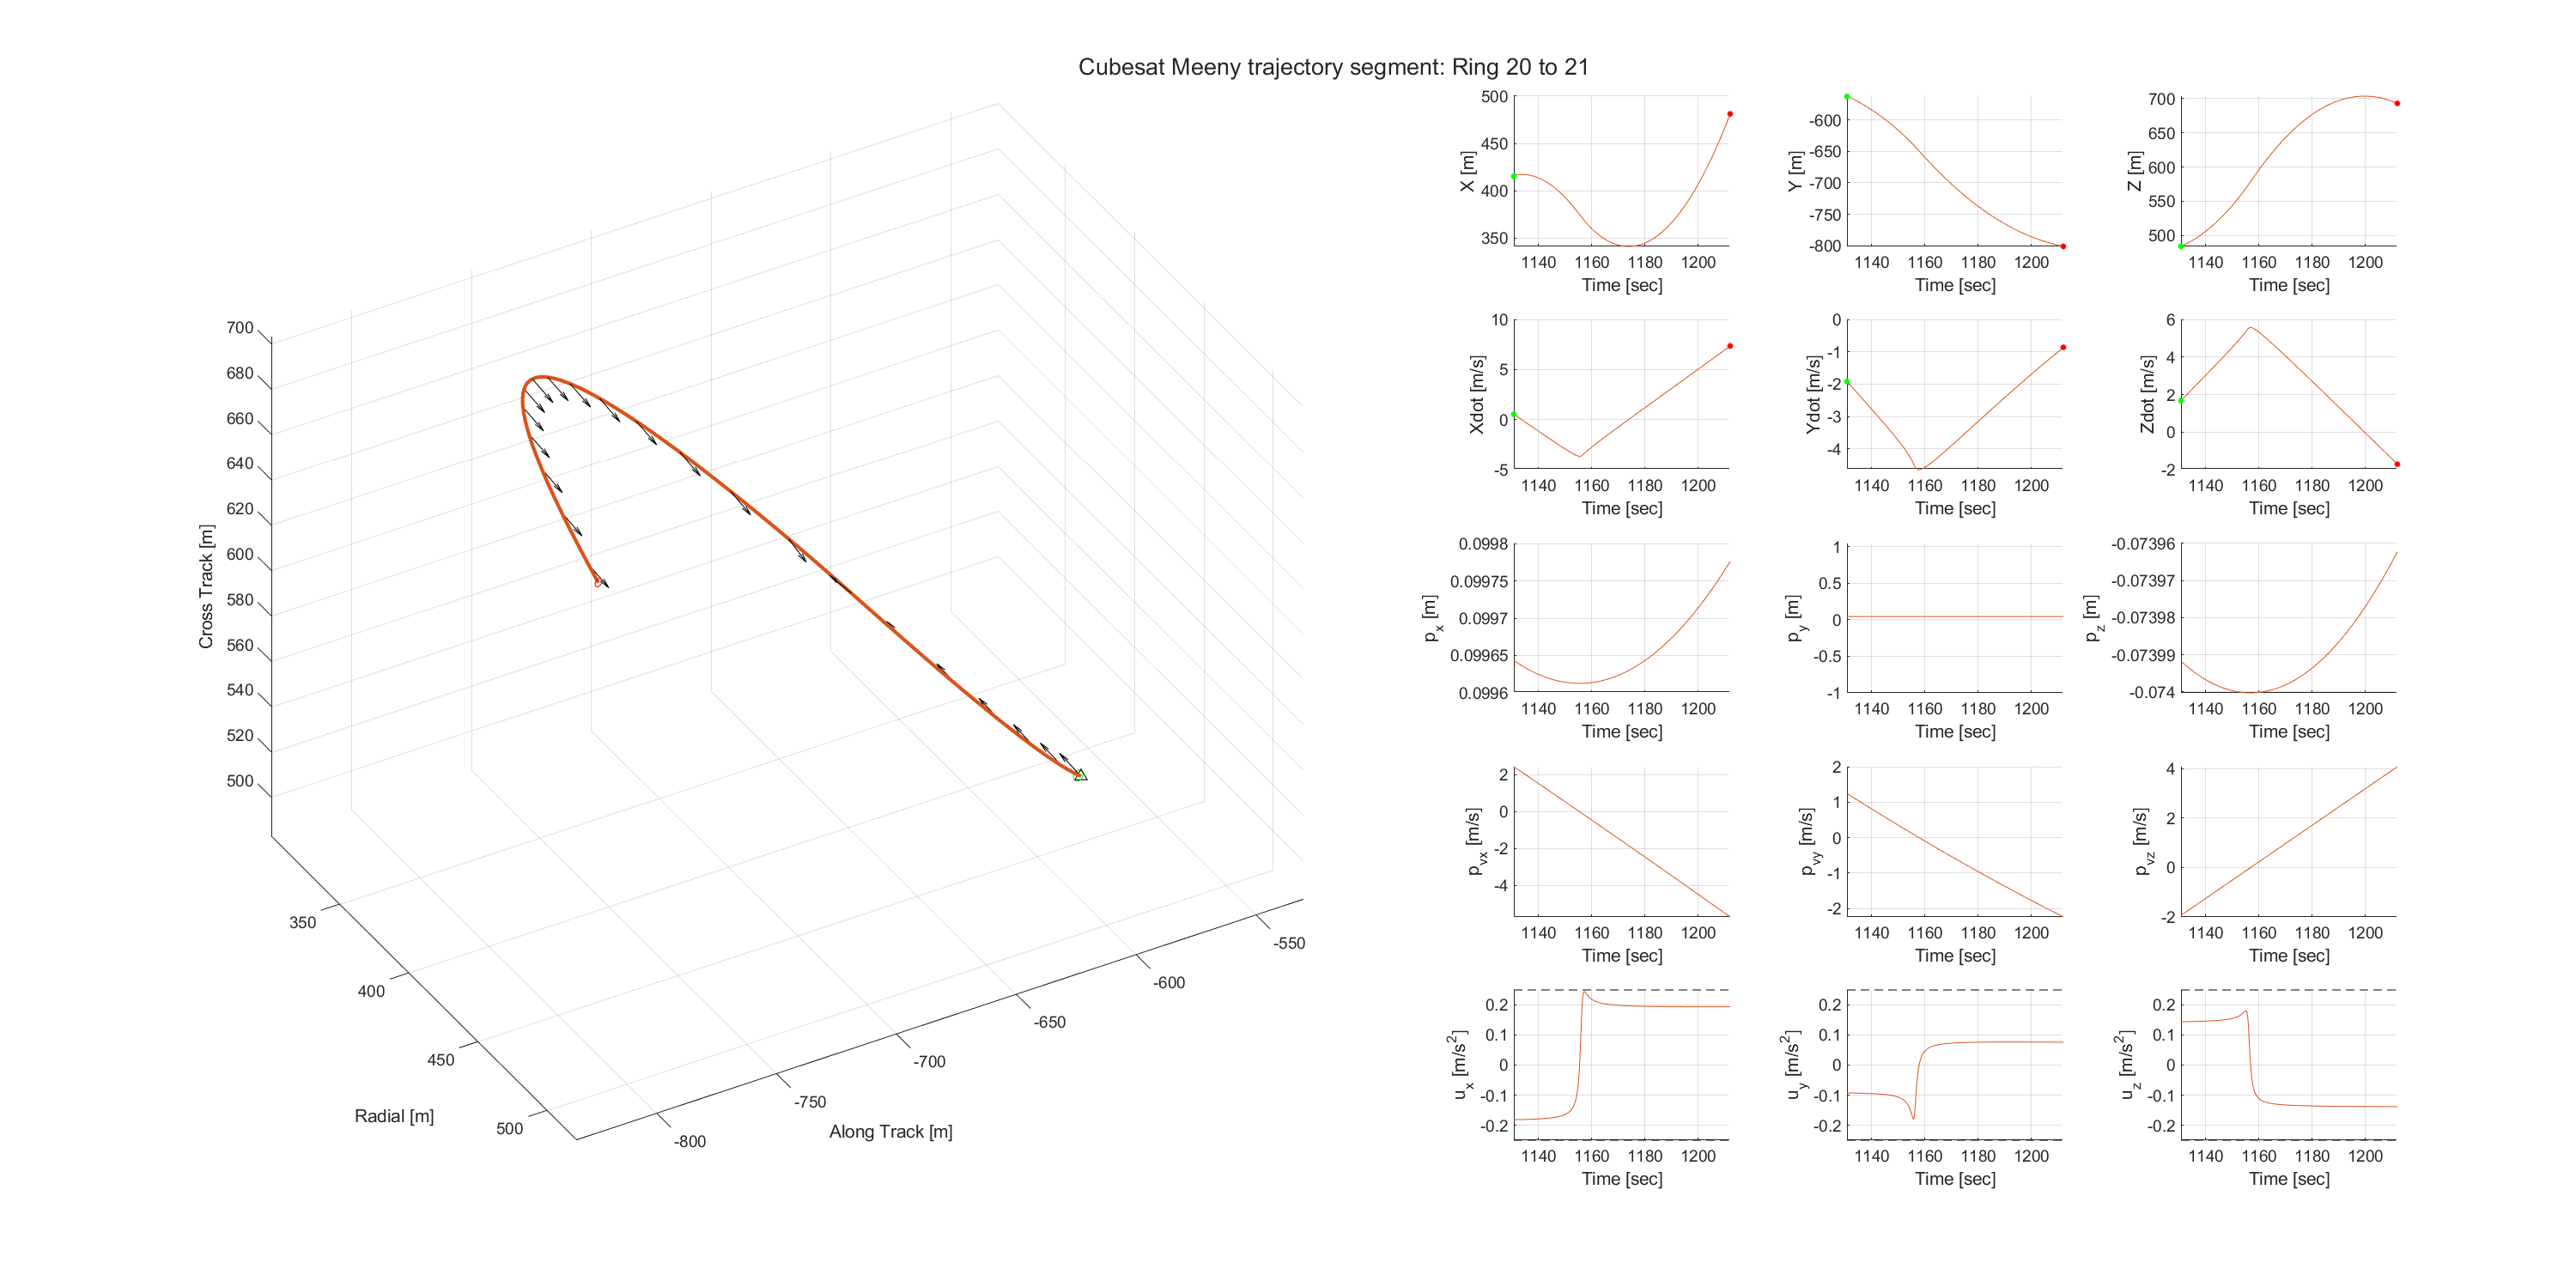 Cubesat Meeny trajectory segment: Ring 20 to 21
700
680
660
640
620
600
580
560
540
520
500
Cross Track [m]
350
400
450
500
Radial [m]
-800
-750
-700
-650
-600
-550
Along Track [m]
500
450
400
350
X [m]
1140 1160 1180 1200
Time [sec]
-600
-650
-700
-750
-800
Y [m]
1140 1160 1180 1200
Time [sec]
700
650
600
550
500
Z [m]
1140 1160 1180 1200
Time [sec]
10
5
0
-5
Xdot [m/s]
1140 1160 1180 1200
Time [sec]
0
-1
-2
-3
-4
Ydot [m/s]
1140 1160 1180 1200
Time [sec]
6
4
2
0
-2
Zdot [m/s]
1140 1160 1180 1200
Time [sec]
0.0998
0.09975
0.0997
0.09965
0.0996
p_x [m]
1140 1160 1180 1200
Time [sec]
1
0.5
0
-0.5
-1
p_y [m]
1140 1160 1180 1200
Time [sec]
-0.07396
-0.07397
-0.07398
-0.07399
-0.074
p_z [m]
1140 1160 1180 1200
Time [sec]
2
0
-2
-4
p_vx [m/s]
1140 1160 1180 1200
Time [sec]
2
1
0
-1
-2
p_vy [m/s]
1140 1160 1180 1200
Time [sec]
4
2
0
-2
p_vz [m/s]
1140 1160 1180 1200
Time [sec]
0.2
0.1
0
-0.1
-0.2
u_x [m/s²]
1140 1160 1180 1200
Time [sec]
0.2
0.1
0
-0.1
-0.2
u_y [m/s²]
1140 1160 1180 1200
Time [sec]
0.2
0.1
0
-0.1
-0.2
u_z [m/s²]
1140 1160 1180 1200
Time [sec]